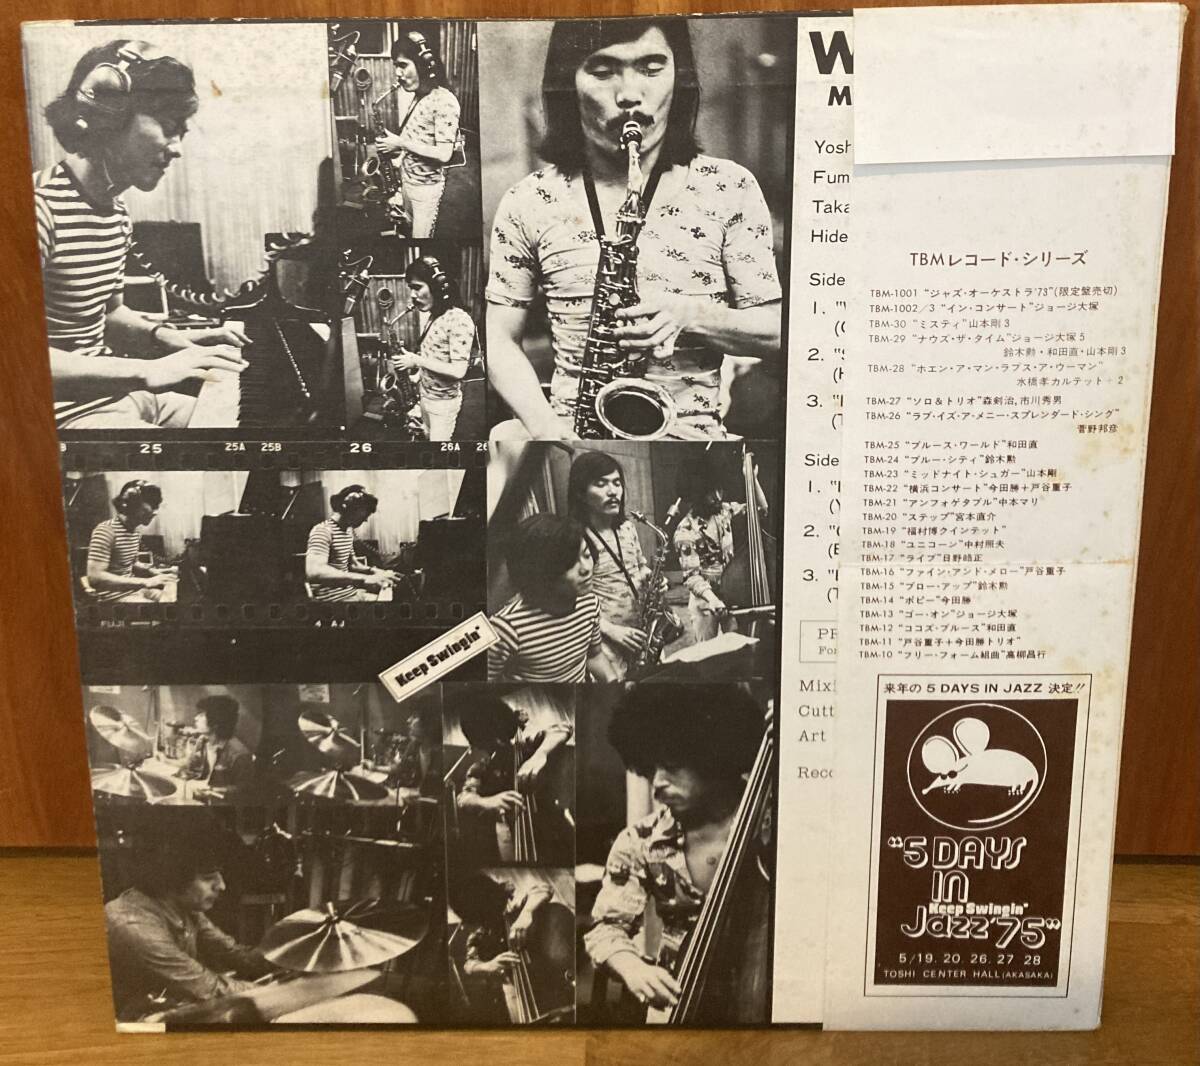 25
25A
25B
26
26A
FUJI
Keep Swingin'
W
M
Yosh
Fum
Taka
Hide
Side
1.
2.
3.
Side
1.
2.
3.
PR
For
Mixi
Cutt
Art
Reco
TBMレコード・シリーズ
TBM-1001 “ジャズ・オーケストラ'73”(限定盤売切)
TBM-1002/3 “イン・コンサート”ジョージ大塚
TBM-30 “ミスティ”山本剛3
TBM-29 “ナウズ・ザ・タイム”ジョージ大塚5
鈴木勲・和田直・山本剛3
TBM-28 “ホエン・ア・マン・ラブス・ア・ウーマン”
水橋孝カルテット+2
TBM-27 “ソロ&トリオ”森剣治,市川秀男
TBM-26 “ラブ・イズ・ア・メニー・スプレンダード・シング”
菅野邦彦
TBM-25 “ブルース・ワールド”和田直
TBM-24 “ブルー・シティ”鈴木勲
TBM-23 “ミッドナイト・シュガー”山本剛
TBM-22 “横浜コンサート”今田勝+戸谷重子
TBM-21 “アンフォゲタブル”中本マリ
TBM-20 “ステップ”宮本直介
TBM-19 “福村博クインテット”
TBM-18 “ユニコーン”中村照夫
TBM-17 “ライブ”日野皓正
TBM-16 “ファイン・アンド・メロー”戸谷重子
TBM-15 “ブロー・アップ”鈴木勲
TBM-14 “ポピー”今田勝
TBM-13 “ゴー・オン”ジョージ大塚
TBM-12 “ココズ・ブルース”和田直
TBM-11 “戸谷重子+今田勝トリオ”
TBM-10 “フリー・フォーム組曲”高柳昌行
来年の 5 DAYS IN JAZZ 決定!!
“5 DAYS
IN
Keep Swingin'
Jazz'75”
5/19. 20. 26. 27 28
TOSHI CENTER HALL(AKASAKA)